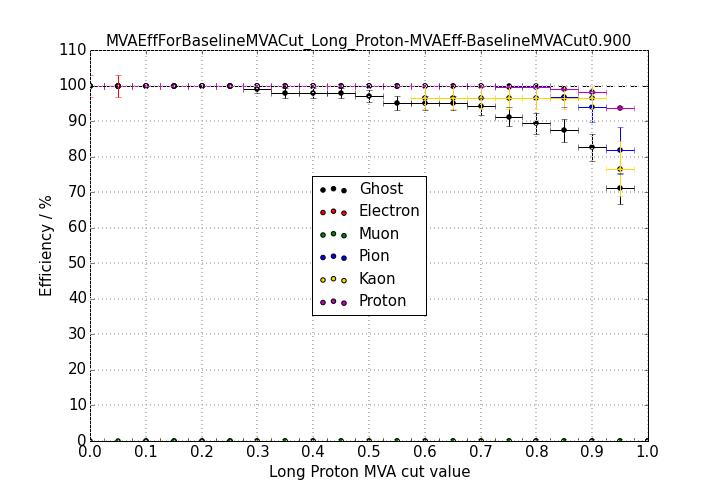 MVAEffForBaselineMVACut_Long_Proton-MVAEff-BaselineMVACut0.900
110
100
90
80
70
60
50
40
30
20
10
0
Efficiency / %
Ghost
Electron
Muon
Pion
Kaon
Proton
0.0 0.1 0.2 0.3 0.4 0.5 0.6 0.7 0.8 0.9 1.0
Long Proton MVA cut value